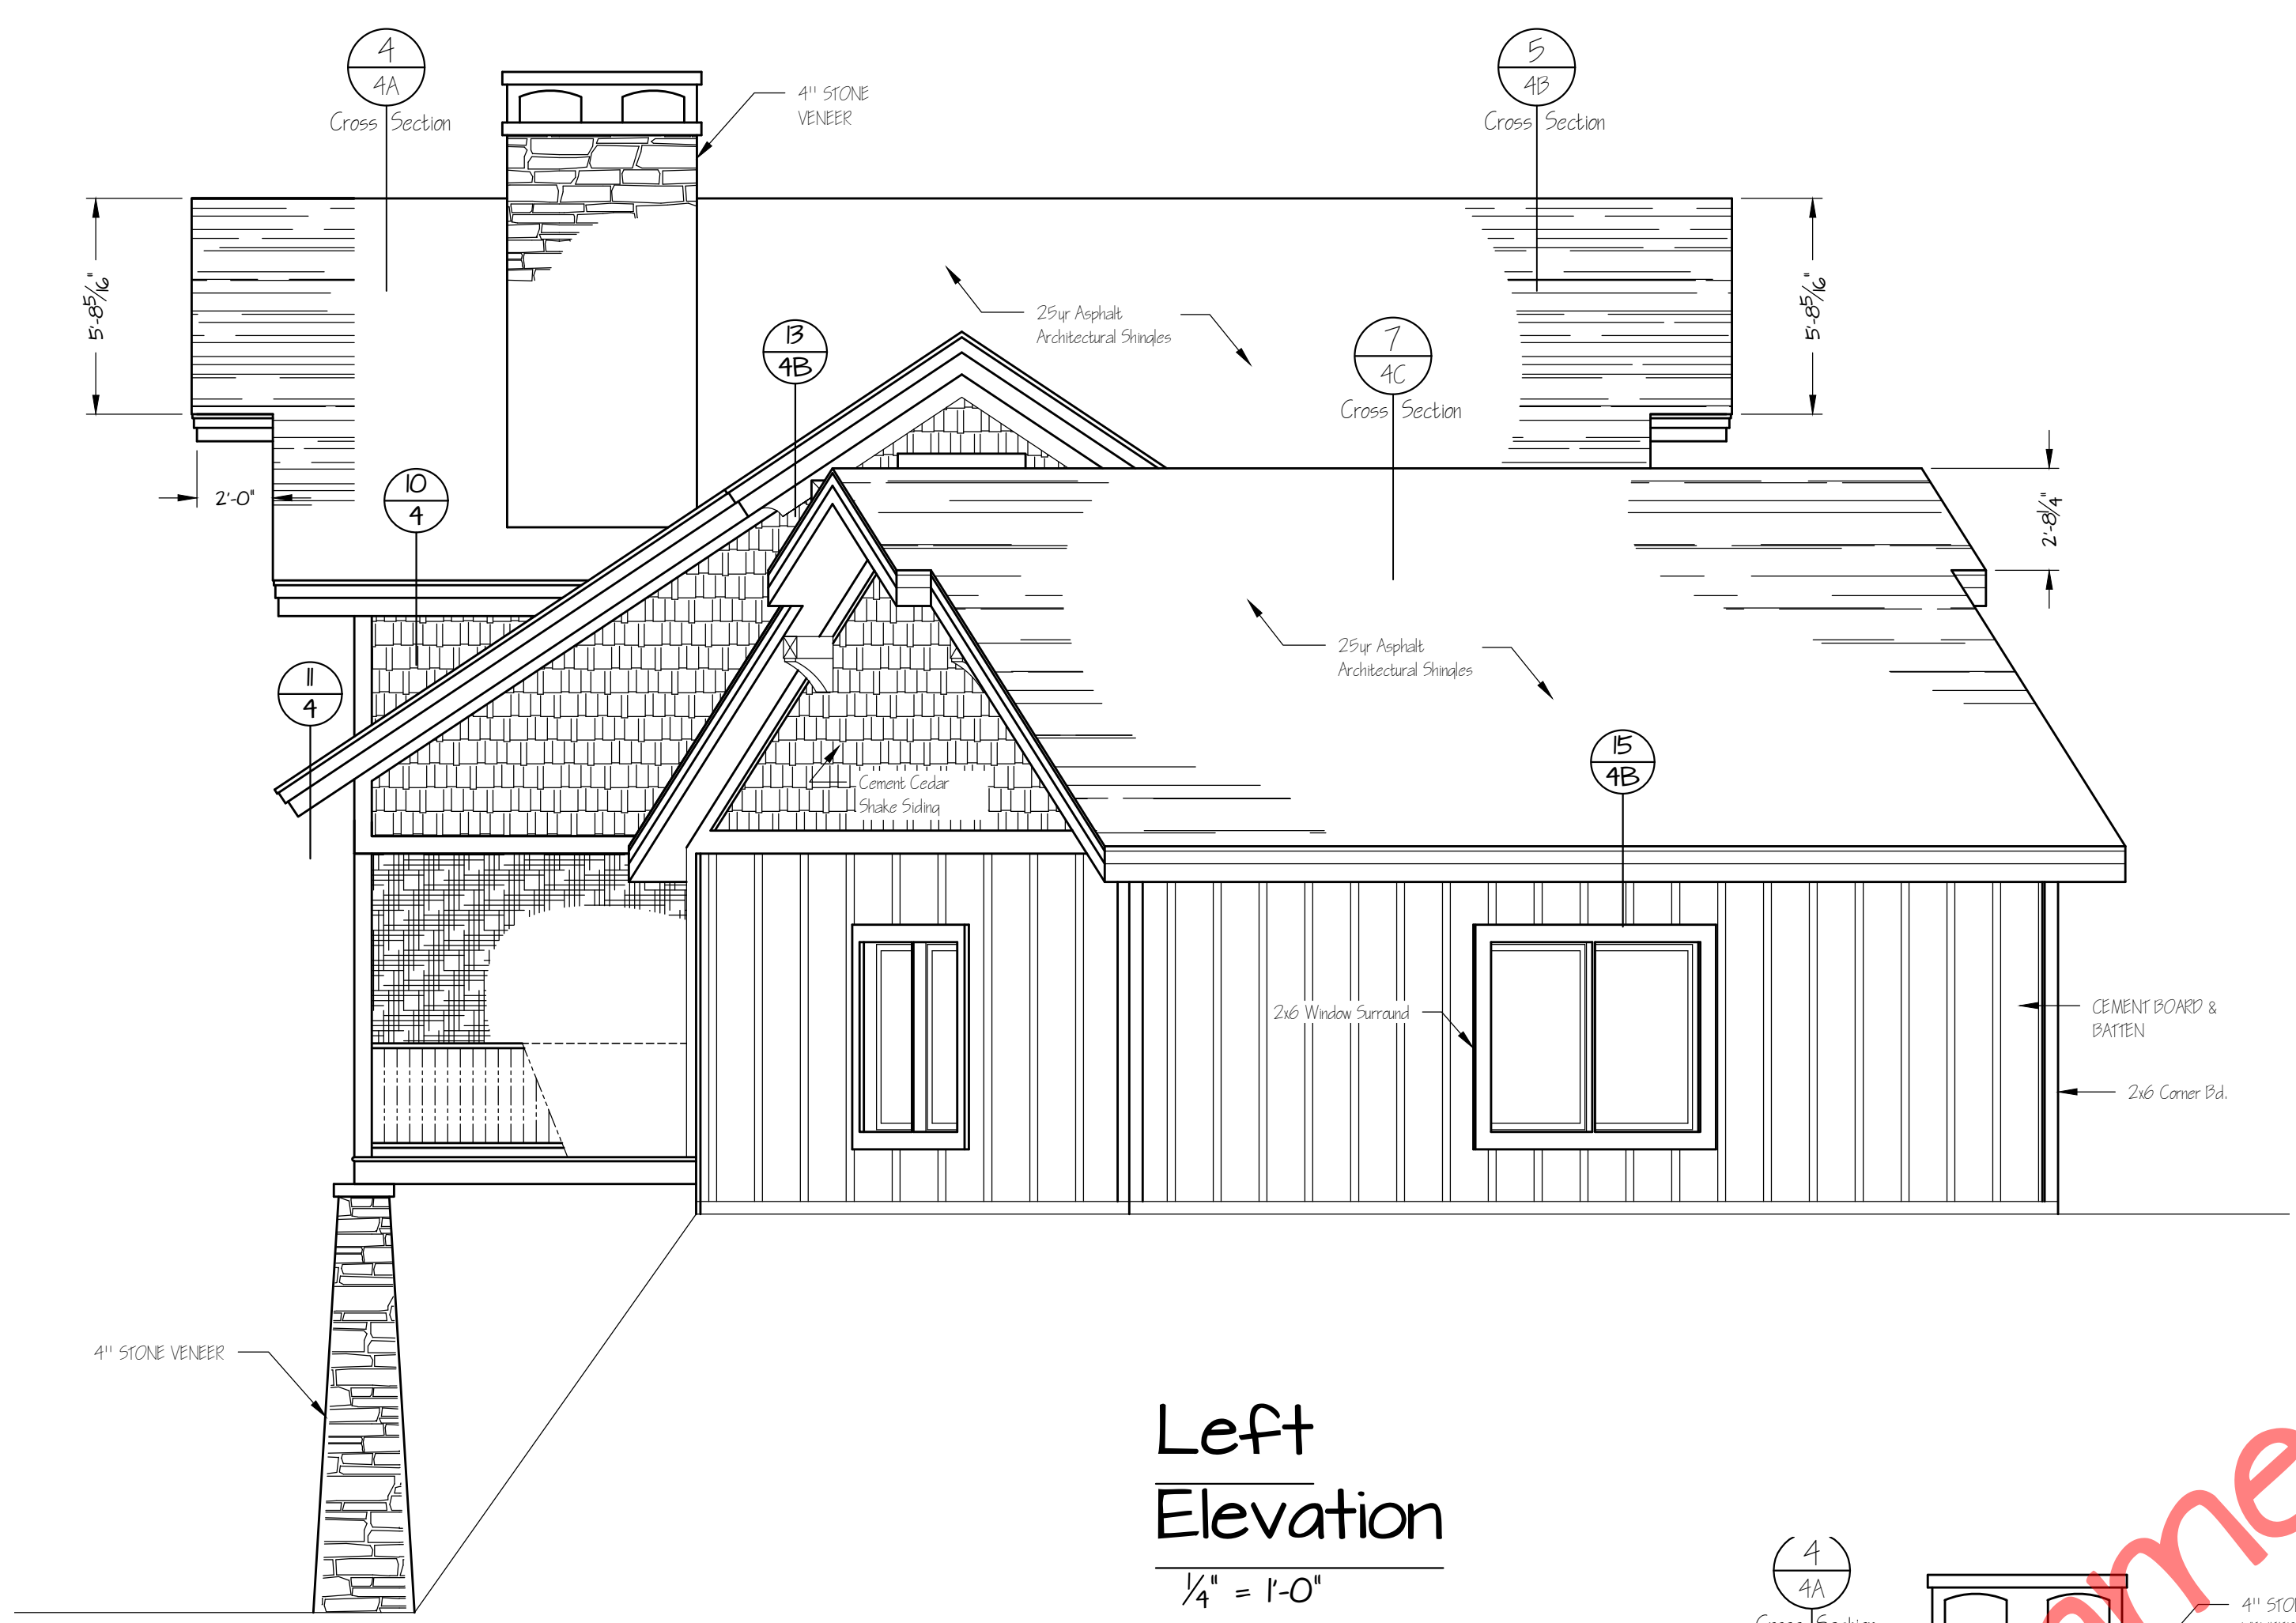 4
4A
Cross Section
4" STONE
VENEER
5
4B
Cross Section
5'-8 5/16"
5'-8 5/16"
25yr Asphalt
Architectural Shingles
13
4B
7
4C
Cross Section
10
4
2'-0"
2'-8 1/4"
11
4
25yr Asphalt
Architectural Shingles
15
4B
Cement Cedar
Shake Siding
2x6 Window Surround
CEMENT BOARD &
BATTEN
2x6 Corner Bd.
4" STONE VENEER
Left
Elevation
1/4" = 1'-0"
4
4A
me